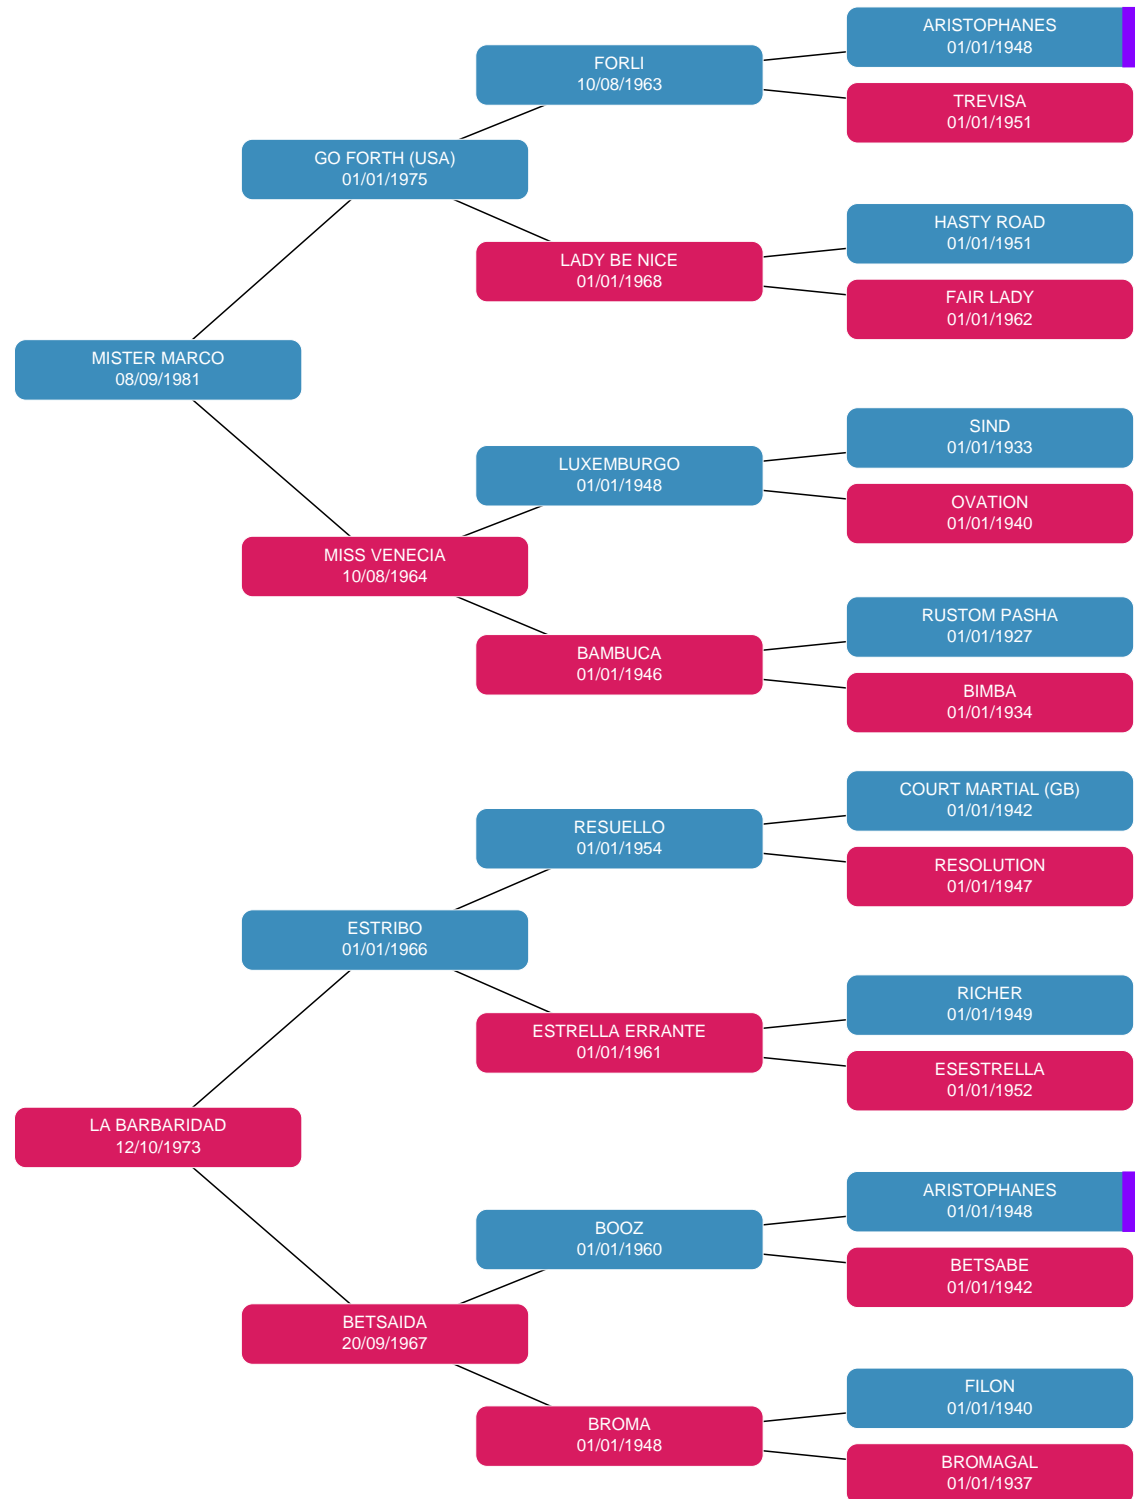 ARISTOPHANES
01/01/1948
FORLI
10/08/1963
TREVISA
01/01/1951
GO FORTH (USA)
01/01/1975
HASTY ROAD
01/01/1951
LADY BE NICE
01/01/1968
FAIR LADY
01/01/1962
MISTER MARCO
08/09/1981
SIND
01/01/1933
LUXEMBURGO
01/01/1948
OVATION
01/01/1940
MISS VENECIA
10/08/1964
RUSTOM PASHA
01/01/1927
BAMBUCA
01/01/1946
BIMBA
01/01/1934
COURT MARTIAL (GB)
01/01/1942
RESUELLO
01/01/1954
RESOLUTION
01/01/1947
ESTRIBO
01/01/1966
RICHER
01/01/1949
ESTRELLA ERRANTE
01/01/1961
ESESTRELLA
01/01/1952
LA BARBARIDAD
12/10/1973
ARISTOPHANES
01/01/1948
BOOZ
01/01/1960
BETSABE
01/01/1942
BETSAIDA
20/09/1967
FILON
01/01/1940
BROMA
01/01/1948
BROMAGAL
01/01/1937